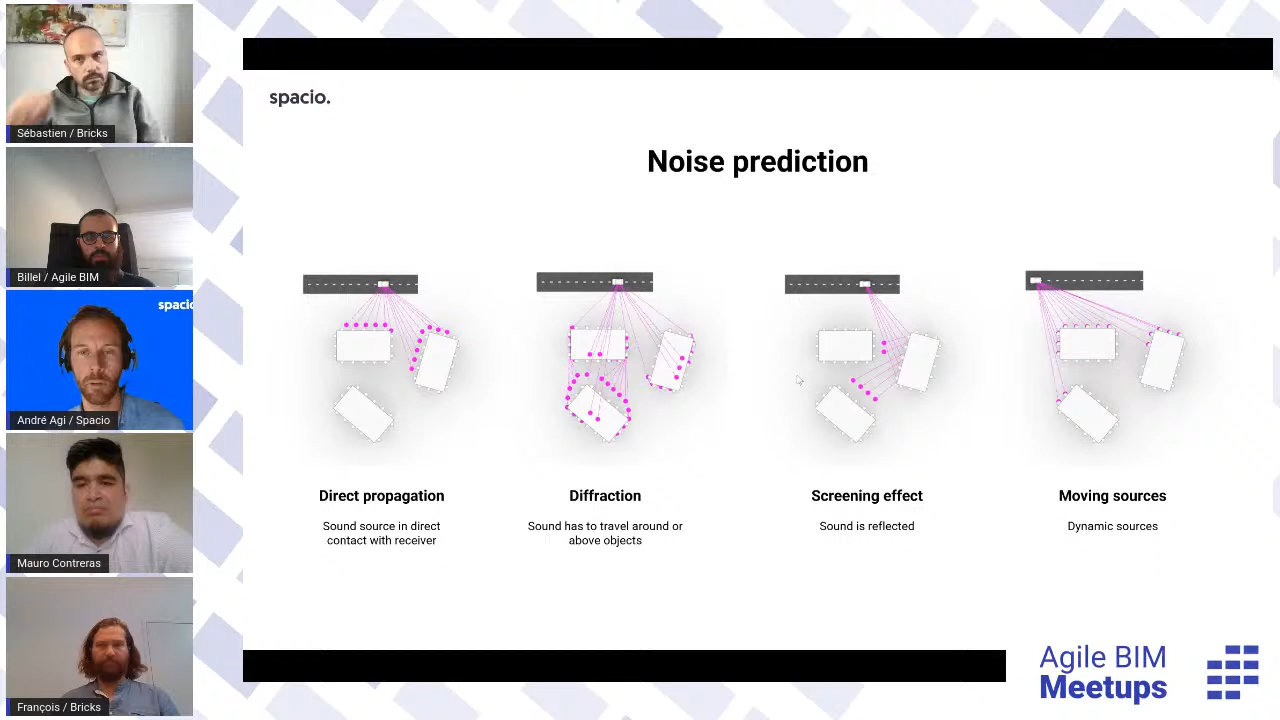 Sébastien / Bricks
Billel / Agile BIM
spacio
André Agi / Spacio
Mauro Contreras
François / Bricks
spacio.
Noise prediction
Direct propagation
Sound source in direct
contact with receiver
Diffraction
Sound has to travel around or
above objects
Screening effect
Sound is reflected
Moving sources
Dynamic sources
Agile BIM
Meetups